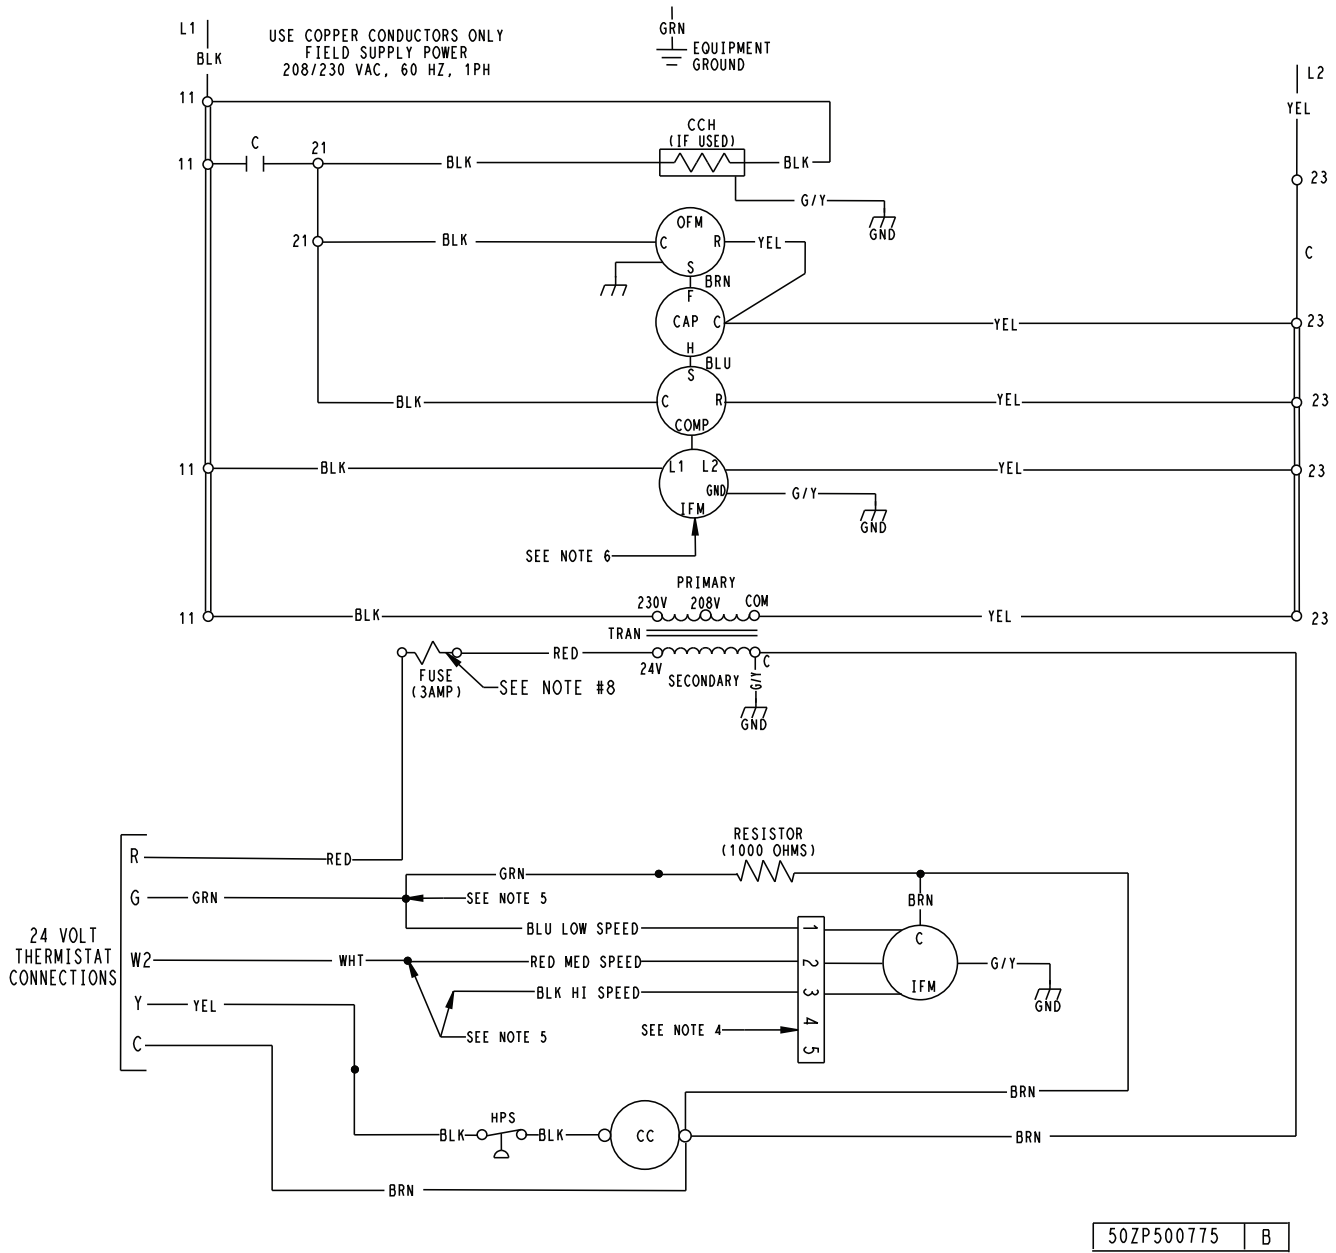 L1
BLK
USE COPPER CONDUCTORS ONLY
FIELD SUPPLY POWER
208/230 VAC, 60 HZ, 1PH
GRN
EQUIPMENT
GROUND
L2
YEL
11
CCH
(IF USED)
C
21
11
BLK
BLK
23
G/Y
GND
OFM
21
BLK
C
R
YEL
S
BRN
C
F
CAP
C
YEL
23
H
BLU
S
BLK
C
R
YEL
23
COMP
11
BLK
L1
L2
YEL
23
GND
G/Y
IFM
GND
SEE NOTE 6
PRIMARY
230V
208V
COM
11
BLK
YEL
23
TRAN
RED
24V
C
FUSE
(3AMP)
SEE NOTE #8
SECONDARY
G/Y
GND
RESISTOR
(1000 OHMS)
R
RED
GRN
G
GRN
SEE NOTE 5
BRN
BLU LOW SPEED
1
C
24 VOLT
THERMISTAT
CONNECTIONS
W2
WHT
RED MED SPEED
2
G/Y
IFM
BLK HI SPEED
3
GND
Y
YEL
SEE NOTE 4
4
SEE NOTE 5
C
5
BRN
HPS
BLK
BLK
CC
BRN
BRN
50ZP500775
B